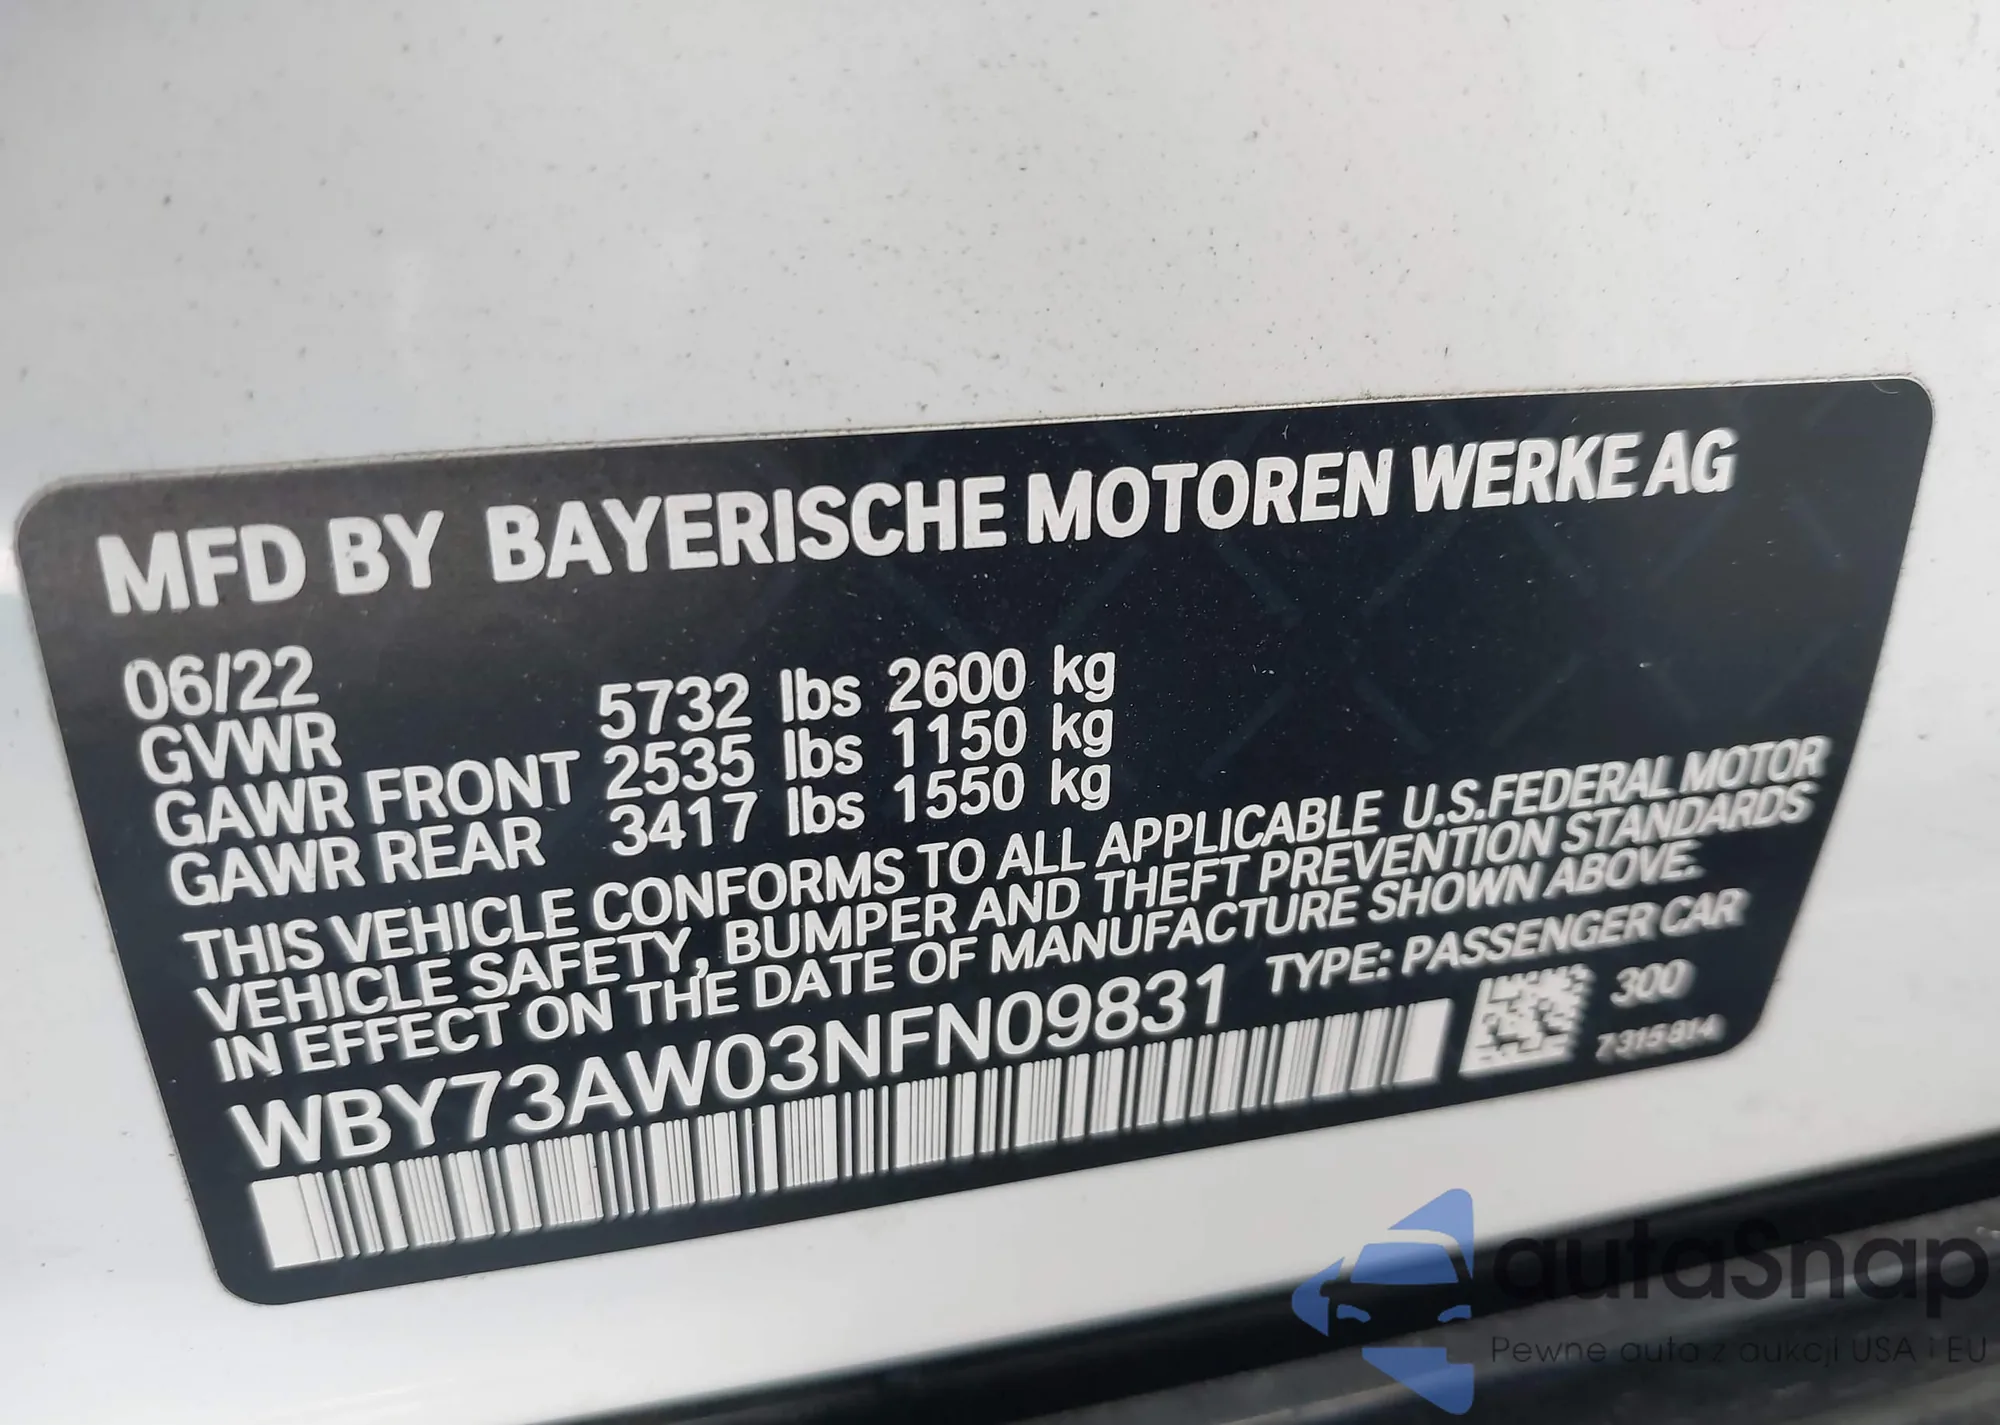 MFD BY BAYERISCHE MOTOREN WERKE AG
06/22
GVWR 5732 lbs 2600 kg
GAWR FRONT 2535 lbs 1150 kg
GAWR REAR 3417 lbs 1550 kg
THIS VEHICLE CONFORMS TO ALL APPLICABLE U.S.FEDERAL MOTOR
VEHICLE SAFETY, BUMPER AND THEFT PREVENTION STANDARDS
IN EFFECT ON THE DATE OF MANUFACTURE SHOWN ABOVE.
WBY73AW03NFN09831 TYPE: PASSENGER CAR
300
7315814
autaSnap
Pewne auta z aukcji USA i EU